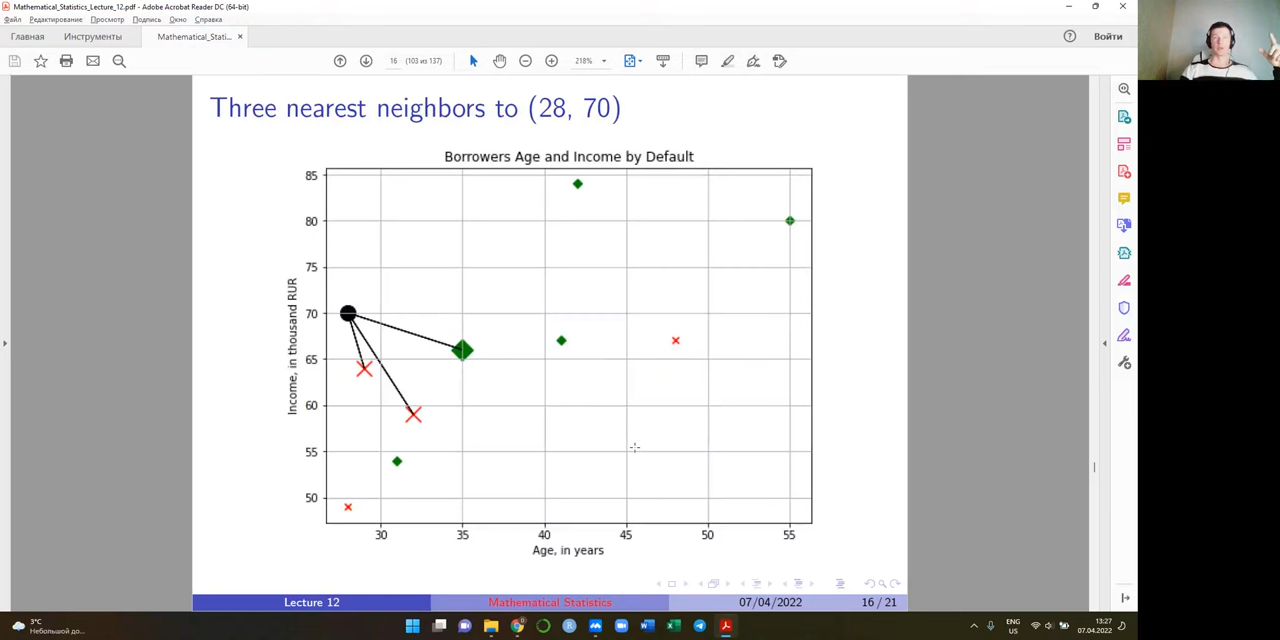 Mathematical_Statistics_Lecture_12.pdf - Adobe Acrobat Reader DC (64-bit)
Файл Редактирование Просмотр Подпись Окно Справка
Главная Инструменты Mathematical_Stati... ×
Войти
16 (103 из 137)
218%
Three nearest neighbors to (28, 70)
Borrowers Age and Income by Default
85
80
75
70
65
60
55
50
Income, in thousand RUR
30 35 40 45 50 55
Age, in years
Lecture 12 Mathematical Statistics 07/04/2022 16 / 21
3°C
Небольшой до...
ENG
US
13:27
07.04.2022